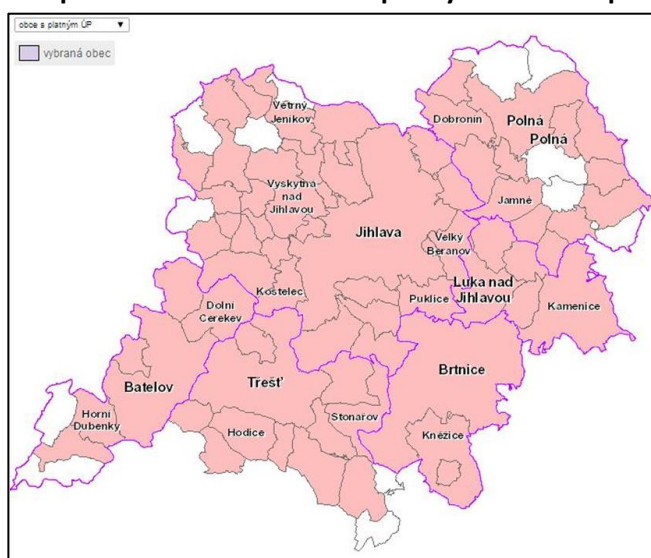 obce s platným ÚP
vybraná obec
Větrný
Jeníkov
Dobronín
Polná
Polná
Vyskytná
nad
Jihlavou
Jamné
Jihlava
Velký
Beranov
Kostelec
Puklice
Luka nad
Jihlavou
Dolní
Cerekev
Kamenice
Batelov
Třešť
Brtnice
Horní
Dubenky
Stonařov
Hodice
Kněžice